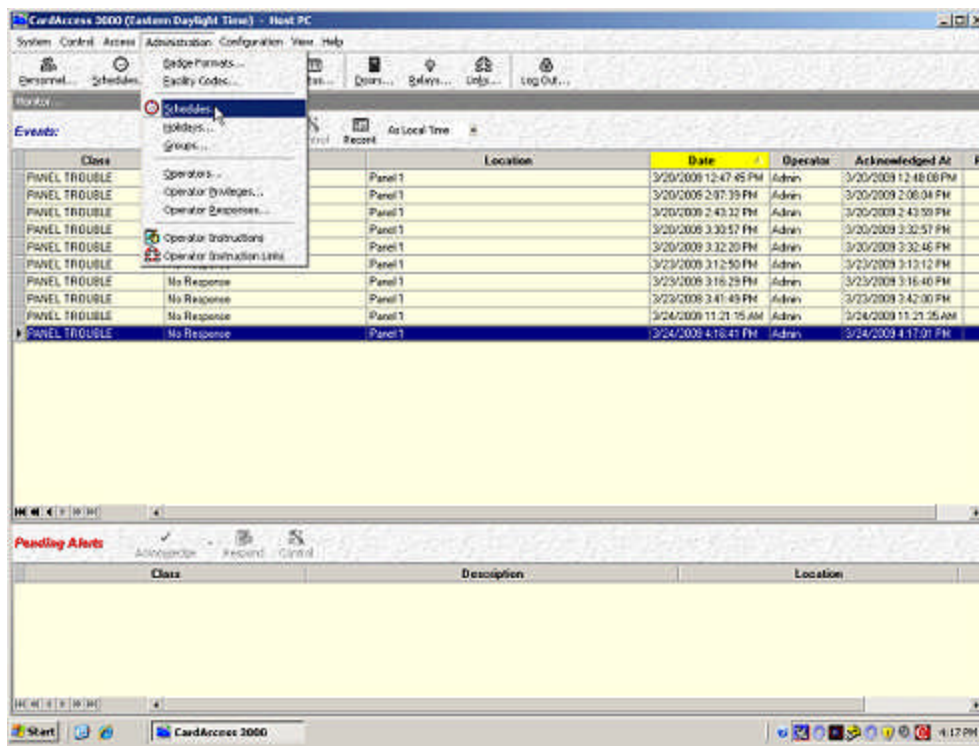 CardAccess 3000 (Eastern Daylight Time) - Host PC
System Control Access Administration Configuration View Help
Personnel... Schedules... Doors... Relays... Links... Log Out...
Badge Formats...
Facility Codes...
Schedules...
Holidays...
Groups...
Operators...
Operator Privileges...
Operator Responses...
Operator Instructions
Operator Instruction Links
Monitor...
Events: Recent As Local Time
Class Location Date Operator Acknowledged At
PANEL TROUBLE Panel 1 3/20/2009 12:47:45 PM Admin 3/20/2009 12:48:08 PM
PANEL TROUBLE Panel 1 3/20/2009 2:07:39 PM Admin 3/20/2009 2:08:04 PM
PANEL TROUBLE Panel 1 3/20/2009 2:43:32 PM Admin 3/20/2009 2:43:59 PM
PANEL TROUBLE Panel 1 3/20/2009 3:30:57 PM Admin 3/20/2009 3:32:57 PM
PANEL TROUBLE Panel 1 3/20/2009 3:32:20 PM Admin 3/20/2009 3:32:46 PM
PANEL TROUBLE No Response Panel 1 3/23/2009 3:12:50 PM Admin 3/23/2009 3:13:12 PM
PANEL TROUBLE No Response Panel 1 3/23/2009 3:16:29 PM Admin 3/23/2009 3:16:40 PM
PANEL TROUBLE No Response Panel 1 3/23/2009 3:41:49 PM Admin 3/23/2009 3:42:00 PM
PANEL TROUBLE No Response Panel 1 3/24/2009 11:21:15 AM Admin 3/24/2009 11:21:35 AM
PANEL TROUBLE No Response Panel 1 3/24/2009 4:16:41 PM Admin 3/24/2009 4:17:01 PM
Pending Alerts Acknowledge Respond Control
Class Description Location
Start CardAccess 3000 4:17 PM